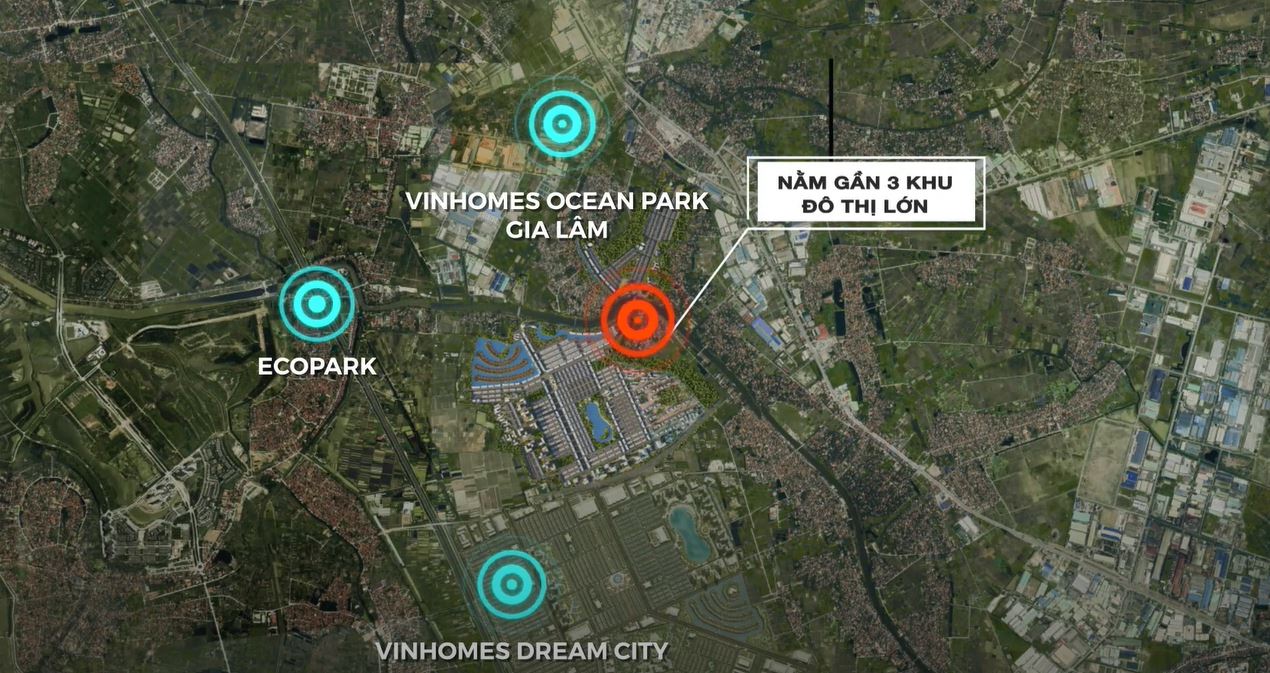 VINHOMES OCEAN PARK
GIA LÂM
NẰM GẦN 3 KHU
ĐÔ THỊ LỚN
ECOPARK
VINHOMES DREAM CITY